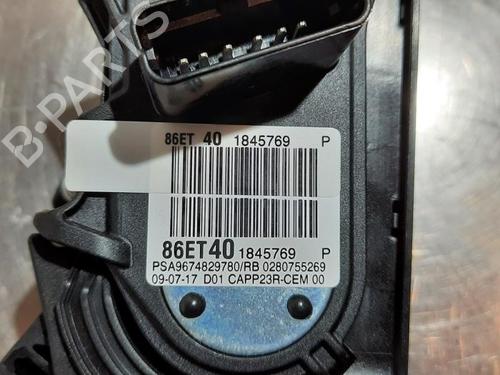 B-PARTS
86ET 40 1845769 P
86ET40 1845769 P
PSA9674829780/RB 0280755269
09-07-17 D01 CAPP23R-CEM 00